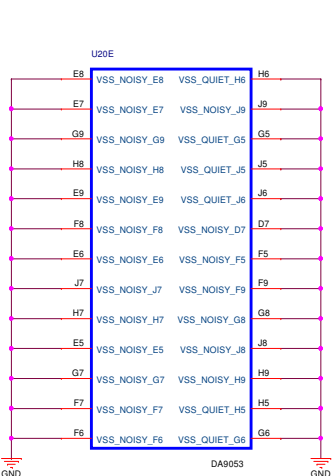 U20E
E8 VSS_NOISY_E8 VSS_QUIET_H6 H6
E7 VSS_NOISY_E7 VSS_NOISY_J9 J9
G9 VSS_NOISY_G9 VSS_QUIET_G5 G5
H8 VSS_NOISY_H8 VSS_QUIET_J5 J5
E9 VSS_NOISY_E9 VSS_QUIET_J6 J6
F8 VSS_NOISY_F8 VSS_NOISY_D7 D7
E6 VSS_NOISY_E6 VSS_NOISY_F5 F5
J7 VSS_NOISY_J7 VSS_NOISY_F9 F9
H7 VSS_NOISY_H7 VSS_NOISY_G8 G8
E5 VSS_NOISY_E5 VSS_NOISY_J8 J8
G7 VSS_NOISY_G7 VSS_NOISY_H9 H9
F7 VSS_NOISY_F7 VSS_QUIET_H5 H5
F6 VSS_NOISY_F6 VSS_QUIET_G6 G6
DA9053
GND GND